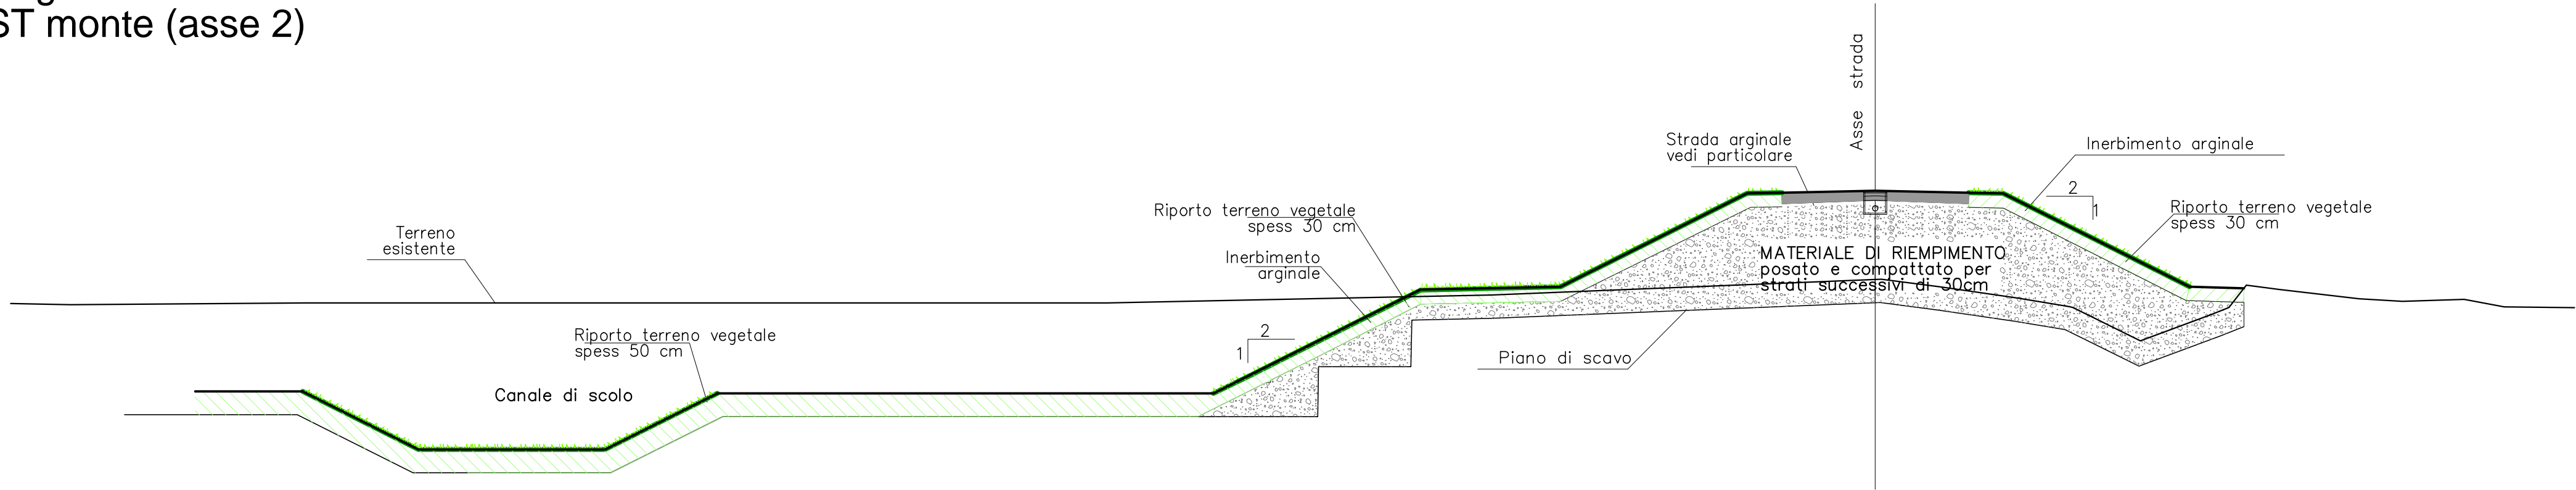 ST monte (asse 2)
Asse strada
Strada arginale
vedi particolare
Inerbimento arginale
2
1
Riporto terreno vegetale
spess 30 cm
Riporto terreno vegetale
spess 30 cm
Terreno
esistente
Inerbimento
arginale
MATERIALE DI RIEMPIMENTO
posato e compattato per
strati successivi di 30cm
2
1
Riporto terreno vegetale
spess 50 cm
Piano di scavo
Canale di scolo